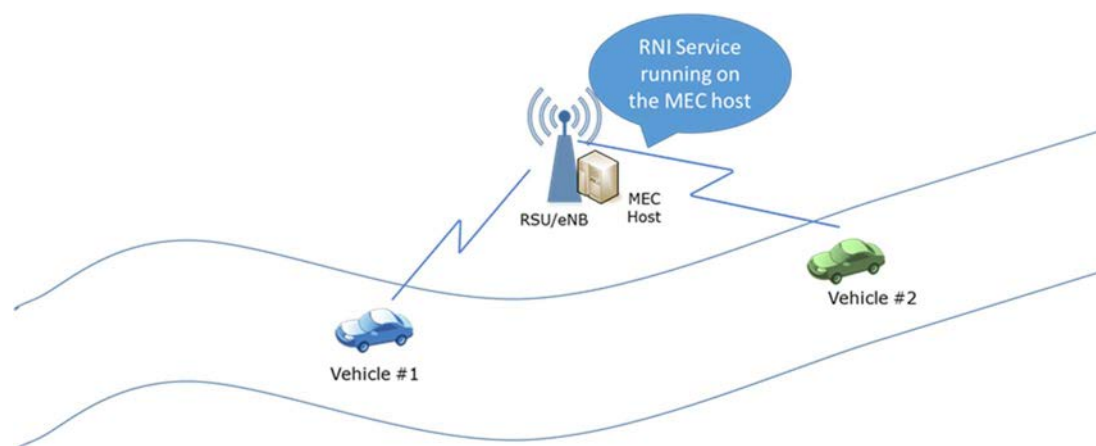 RNI Service
running on
the MEC host
RSU/eNB
MEC
Host
Vehicle #2
Vehicle #1